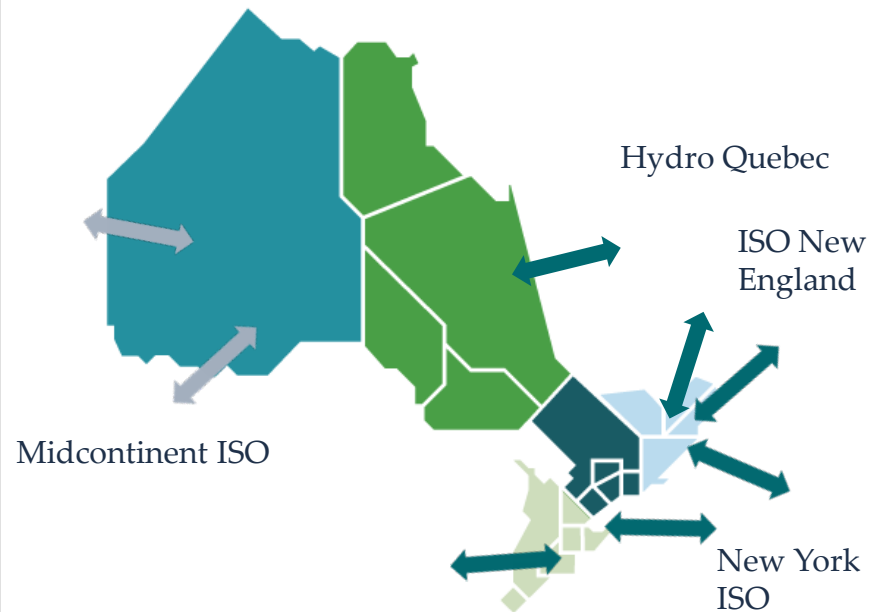 Hydro Quebec
ISO New
England
Midcontinent ISO
New York
ISO